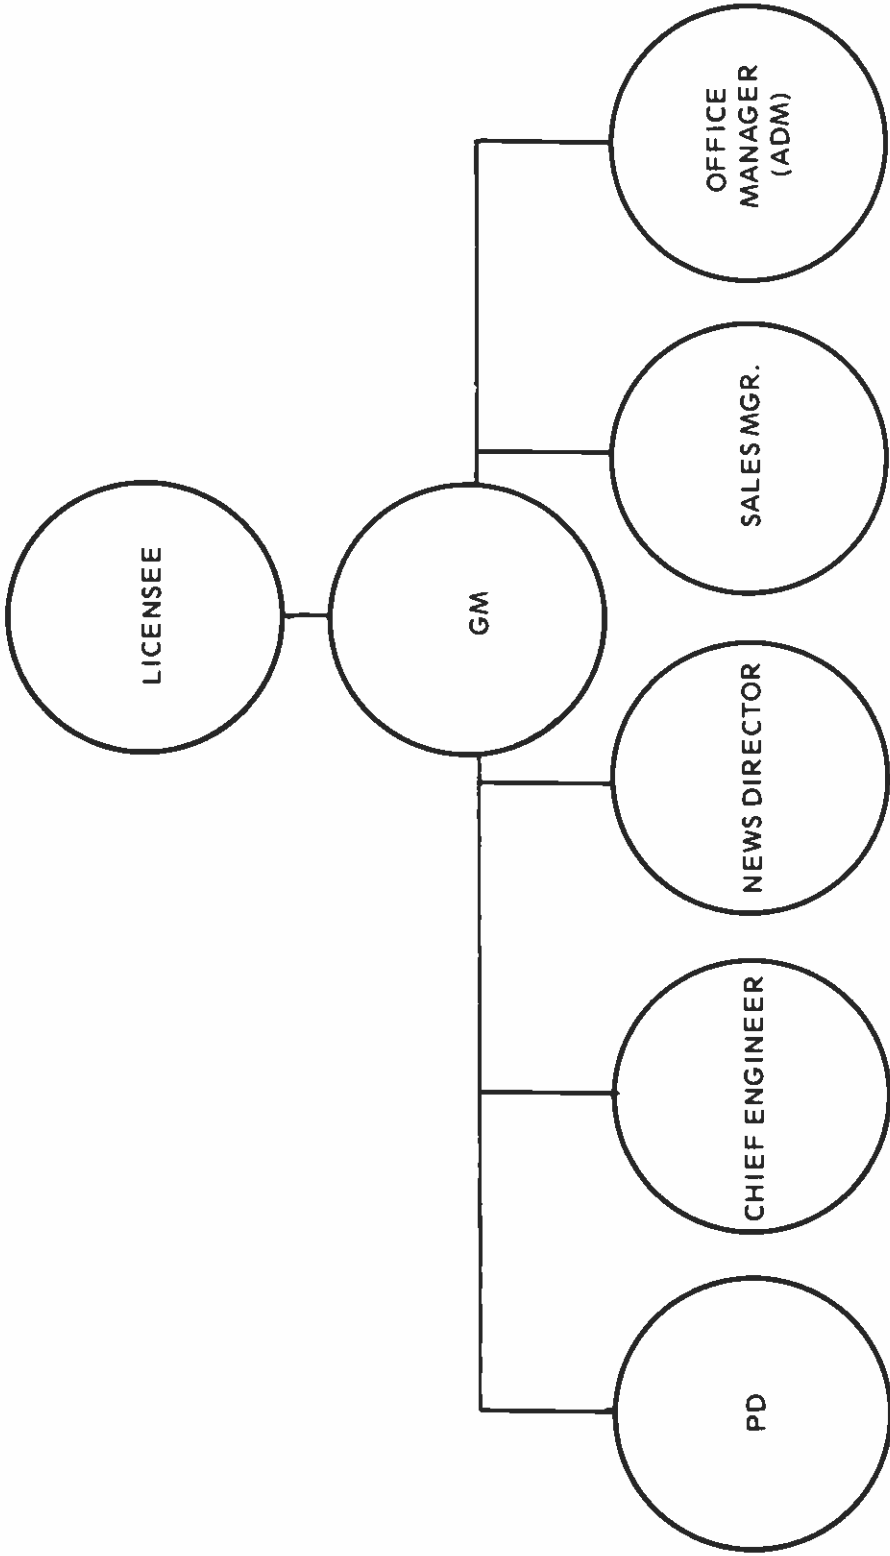 LICENSEE
GM
PD
CHIEF ENGINEER
NEWS DIRECTOR
SALES MGR.
OFFICE
MANAGER
(ADM)